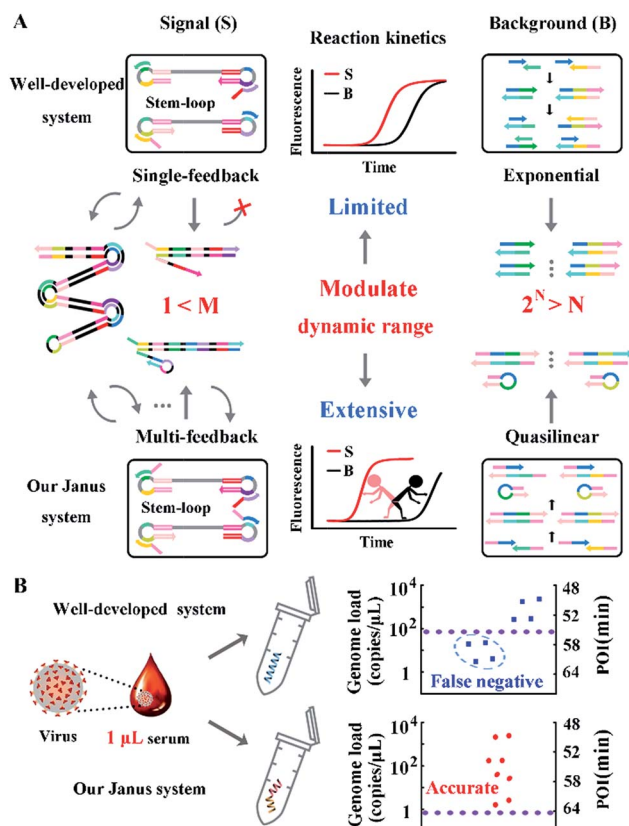 A
Signal (S)
Reaction kinetics
Background (B)
Well-developed
system
Stem-loop
Fluorescence
S
B
Time
Single-feedback
Exponential
Limited
1 < M
Modulate
dynamic range
2^N > N
Extensive
Multi-feedback
Quasilinear
Our Janus
system
Stem-loop
Fluorescence
S
B
Time
B
Well-developed system
Virus
1 µL serum
Our Janus system
Genome load
(copies/µL)
10^4
10^2
1
48
52
58
64
POI(min)
False negative
Genome load
(copies/µL)
10^4
10^2
1
48
52
58
64
POI(min)
Accurate